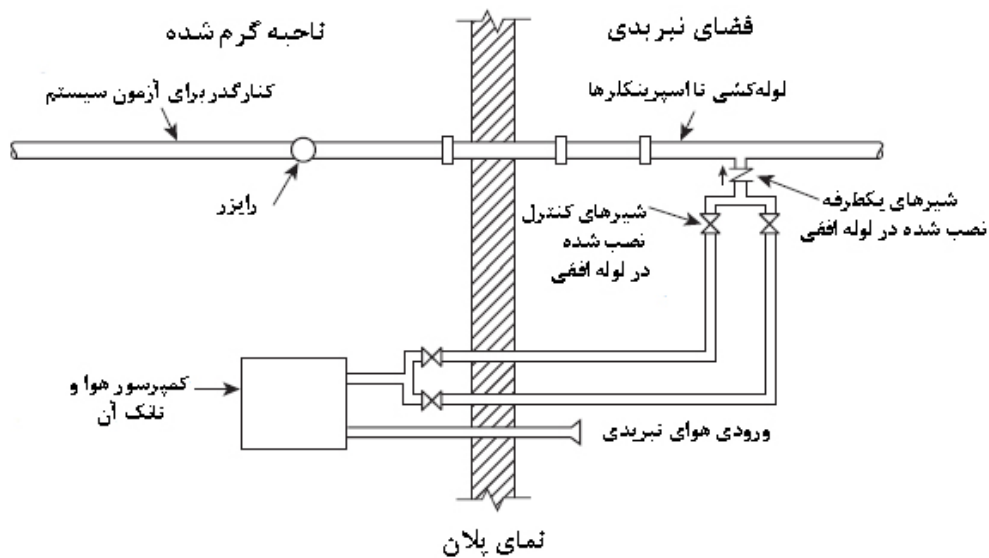 فضای تبریدی
ناحیه گرم شده
لوله‌کشی تا اسپرینکلرها
کنارگذر برای آزمون سیستم
رایزر
شیرهای یکطرفه
نصب شده در لوله افقی
شیرهای کنترل
نصب شده
در لوله افقی
کمپرسور هوا و
تانک آن
ورودی هوای تبریدی
نمای پلان